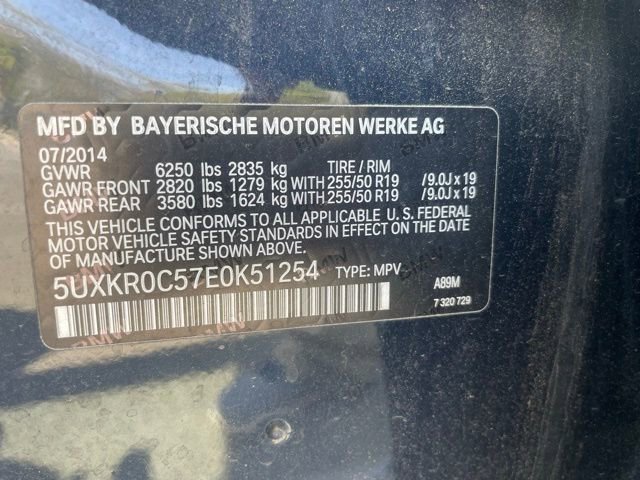 MFD BY BAYERISCHE MOTOREN WERKE AG
07/2014
GVWR 6250 lbs 2835 kg TIRE / RIM
GAWR FRONT 2820 lbs 1279 kg WITH 255/50 R19 /9.0J x 19
GAWR REAR 3580 lbs 1624 kg WITH 255/50 R19 /9.0J x 19
THIS VEHICLE CONFORMS TO ALL APPLICABLE U.S. FEDERAL
MOTOR VEHICLE SAFETY STANDARDS IN EFFECT ON THE DATE
OF MANUFACTURE SHOWN ABOVE.
5UXKR0C57E0K51254 TYPE: MPV A89M
7 320 729